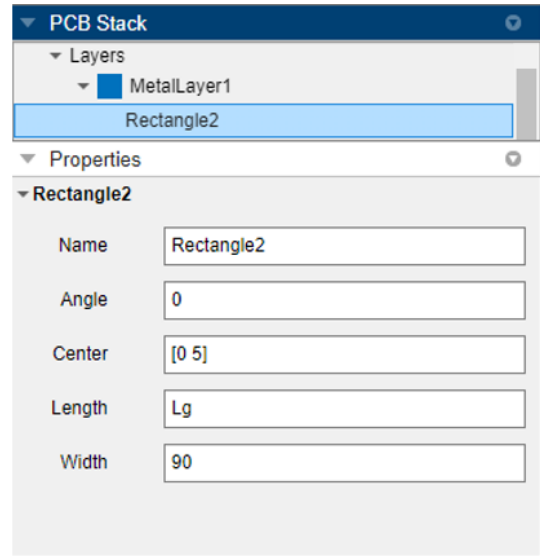 PCB Stack
Layers
MetalLayer1
Rectangle2
Properties
Rectangle2
Name Rectangle2
Angle 0
Center [0 5]
Length Lg
Width 90